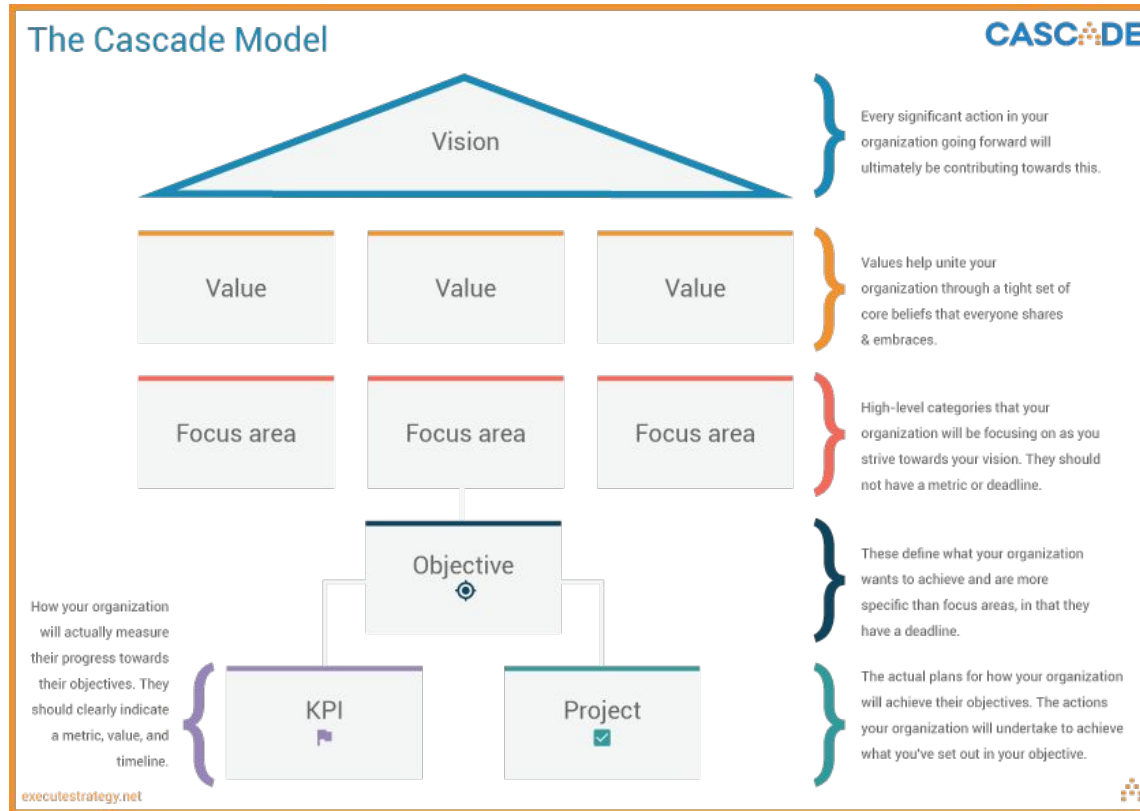 The Cascade Model
CASCADE
Vision
Every significant action in your
organization going forward will
ultimately be contributing towards this.
Value
Value
Value
Values help unite your
organization through a tight set of
core beliefs that everyone shares
& embraces.
Focus area
Focus area
Focus area
High-level categories that your
organization will be focusing on as you
strive towards your vision. They should
not have a metric or deadline.
Objective
These define what your organization
wants to achieve and are more
specific than focus areas, in that they
have a deadline.
How your organization
will actually measure
their progress towards
their objectives. They
should clearly indicate
a metric, value, and
timeline.
KPI
Project
The actual plans for how your organization
will achieve their objectives. The actions
your organization will undertake to achieve
what you've set out in your objective.
executestrategy.net